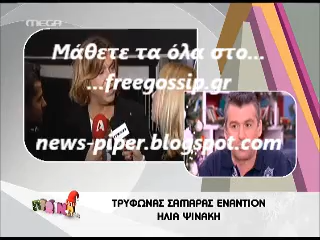 MEGA
Μάθετε τα όλα στο...
...freegossip.gr
A
news-piper.blogspot.com
ΤΡΥΦΩΝΑΣ ΣΑΜΑΡΑΣ ΕΝΑΝΤΙΟΝ
ΗΛΙΑ ΨΙΝΑΚΗ